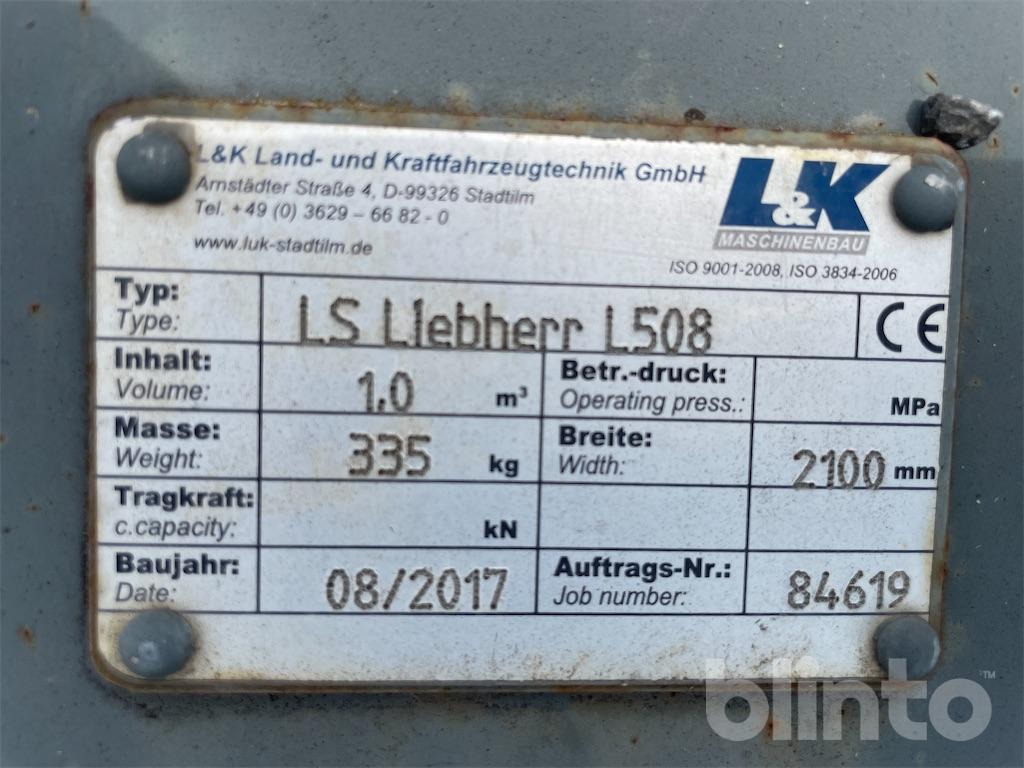 L&K Land- und Kraftfahrzeugtechnik GmbH
Arnstädter Straße 4, D-99326 Stadtilm
Tel. +49 (0) 3629 – 66 82 - 0
www.luk-stadtilm.de
L&K
MASCHINENBAU
ISO 9001-2008, ISO 3834-2006
Typ:
Type:
LS LIebherr L508
CE
Inhalt:
Volume:
1.0 m³
Betr.-druck:
Operating press.:
MPa
Masse:
Weight:
335 kg
Breite:
Width:
2100 mm
Tragkraft:
c.capacity:
kN
Baujahr:
Date:
08/2017
Auftrags-Nr.:
Job number:
84619
blinto™